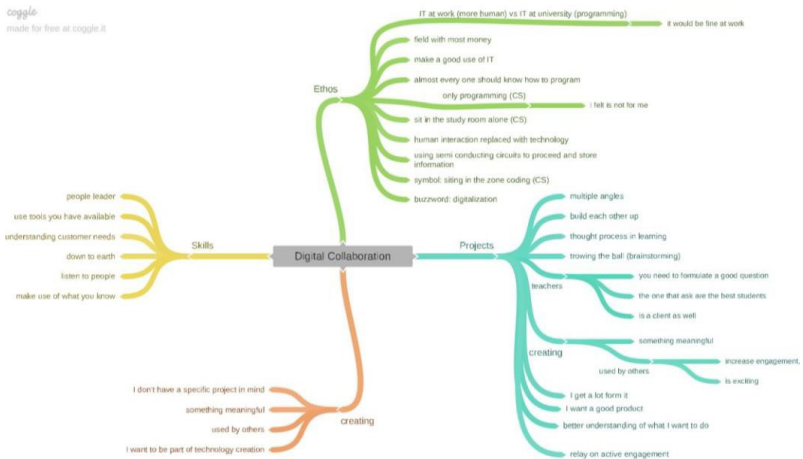 coggle
made for free at coggle.it
IT at work (more human) vs IT at university (programming)
it would be fine at work
field with most money
make a good use of IT
Ethos
almost every one should know how to program
only programming (CS)
I felt is not for me
sit in the study room alone (CS)
human interaction replaced with technology
using semi conducting circuits to proceed and store
information
symbol: siting in the zone coding (CS)
buzzword: digitalization
people leader
use tools you have available
understanding customer needs
Skills
down to earth
listen to people
make use of what you know
Digital Collaboration
Projects
multiple angles
build each other up
thought process in learning
trowing the ball (brainstorming)
teachers
you need to formulate a good question
the one that ask are the best students
is a client as well
creating
something meaningful
used by others
increase engagement,
is exciting
I get a lot form it
I want a good product
better understanding of what I want to do
relay on active engagement
I don't have a specific project in mind
something meaningful
used by others
I want to be part of technology creation
creating